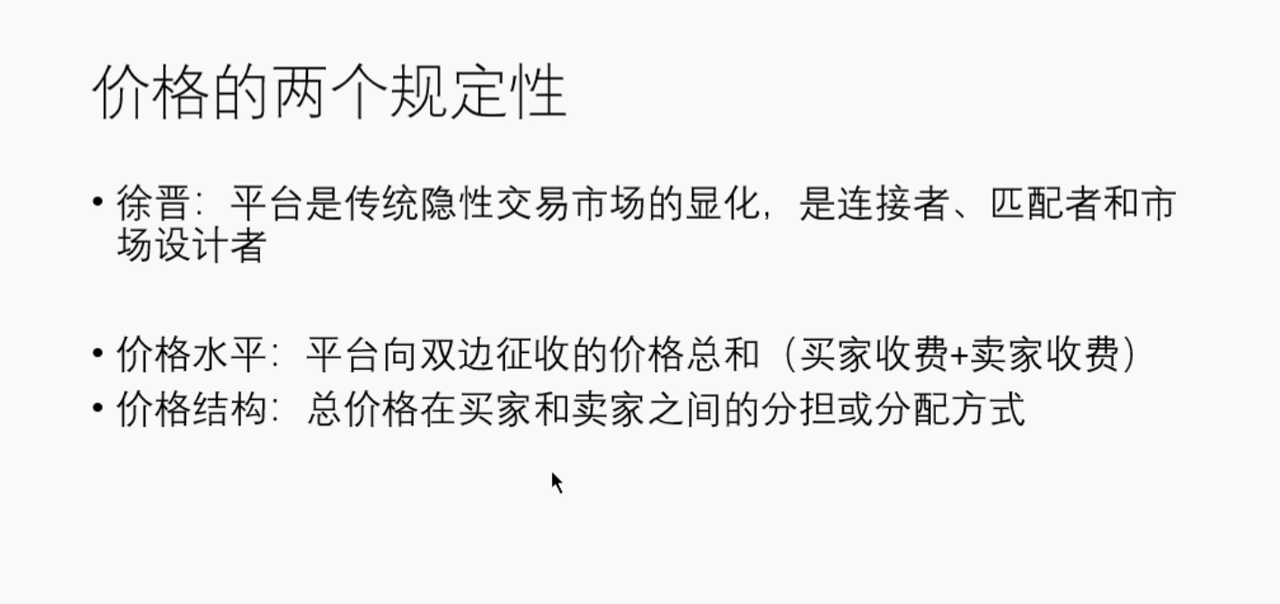 价格的两个规定性
• 徐晋：平台是传统隐性交易市场的显化，是连接者、匹配者和市
场设计者
• 价格水平：平台向双边征收的价格总和（买家收费+卖家收费）
• 价格结构：总价格在买家和卖家之间的分担或分配方式